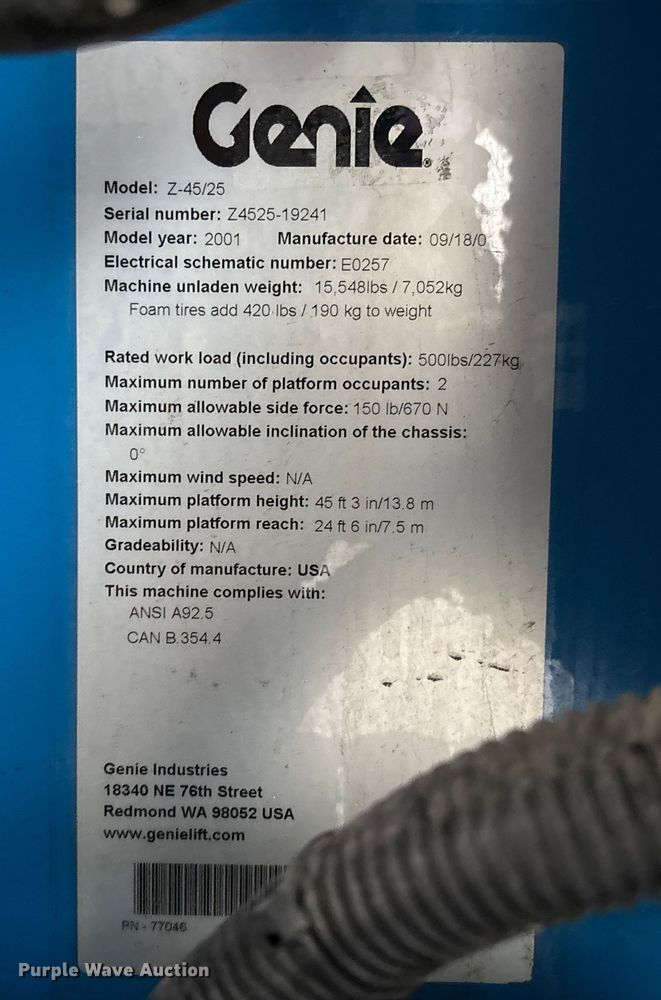 Genie
Model: Z-45/25
Serial number: Z4525-19241
Model year: 2001 Manufacture date: 09/18/0
Electrical schematic number: E0257
Machine unladen weight: 15,548lbs / 7,052kg
Foam tires add 420 lbs / 190 kg to weight
Rated work load (including occupants): 500lbs/227kg
Maximum number of platform occupants: 2
Maximum allowable side force: 150 lb/670 N
Maximum allowable inclination of the chassis:
0°
Maximum wind speed: N/A
Maximum platform height: 45 ft 3 in/13.8 m
Maximum platform reach: 24 ft 6 in/7.5 m
Gradeability: N/A
Country of manufacture: USA
This machine complies with:
ANSI A92.5
CAN B.354.4
Genie Industries
18340 NE 76th Street
Redmond WA 98052 USA
www.genielift.com
PN - 77046
Purple Wave Auction